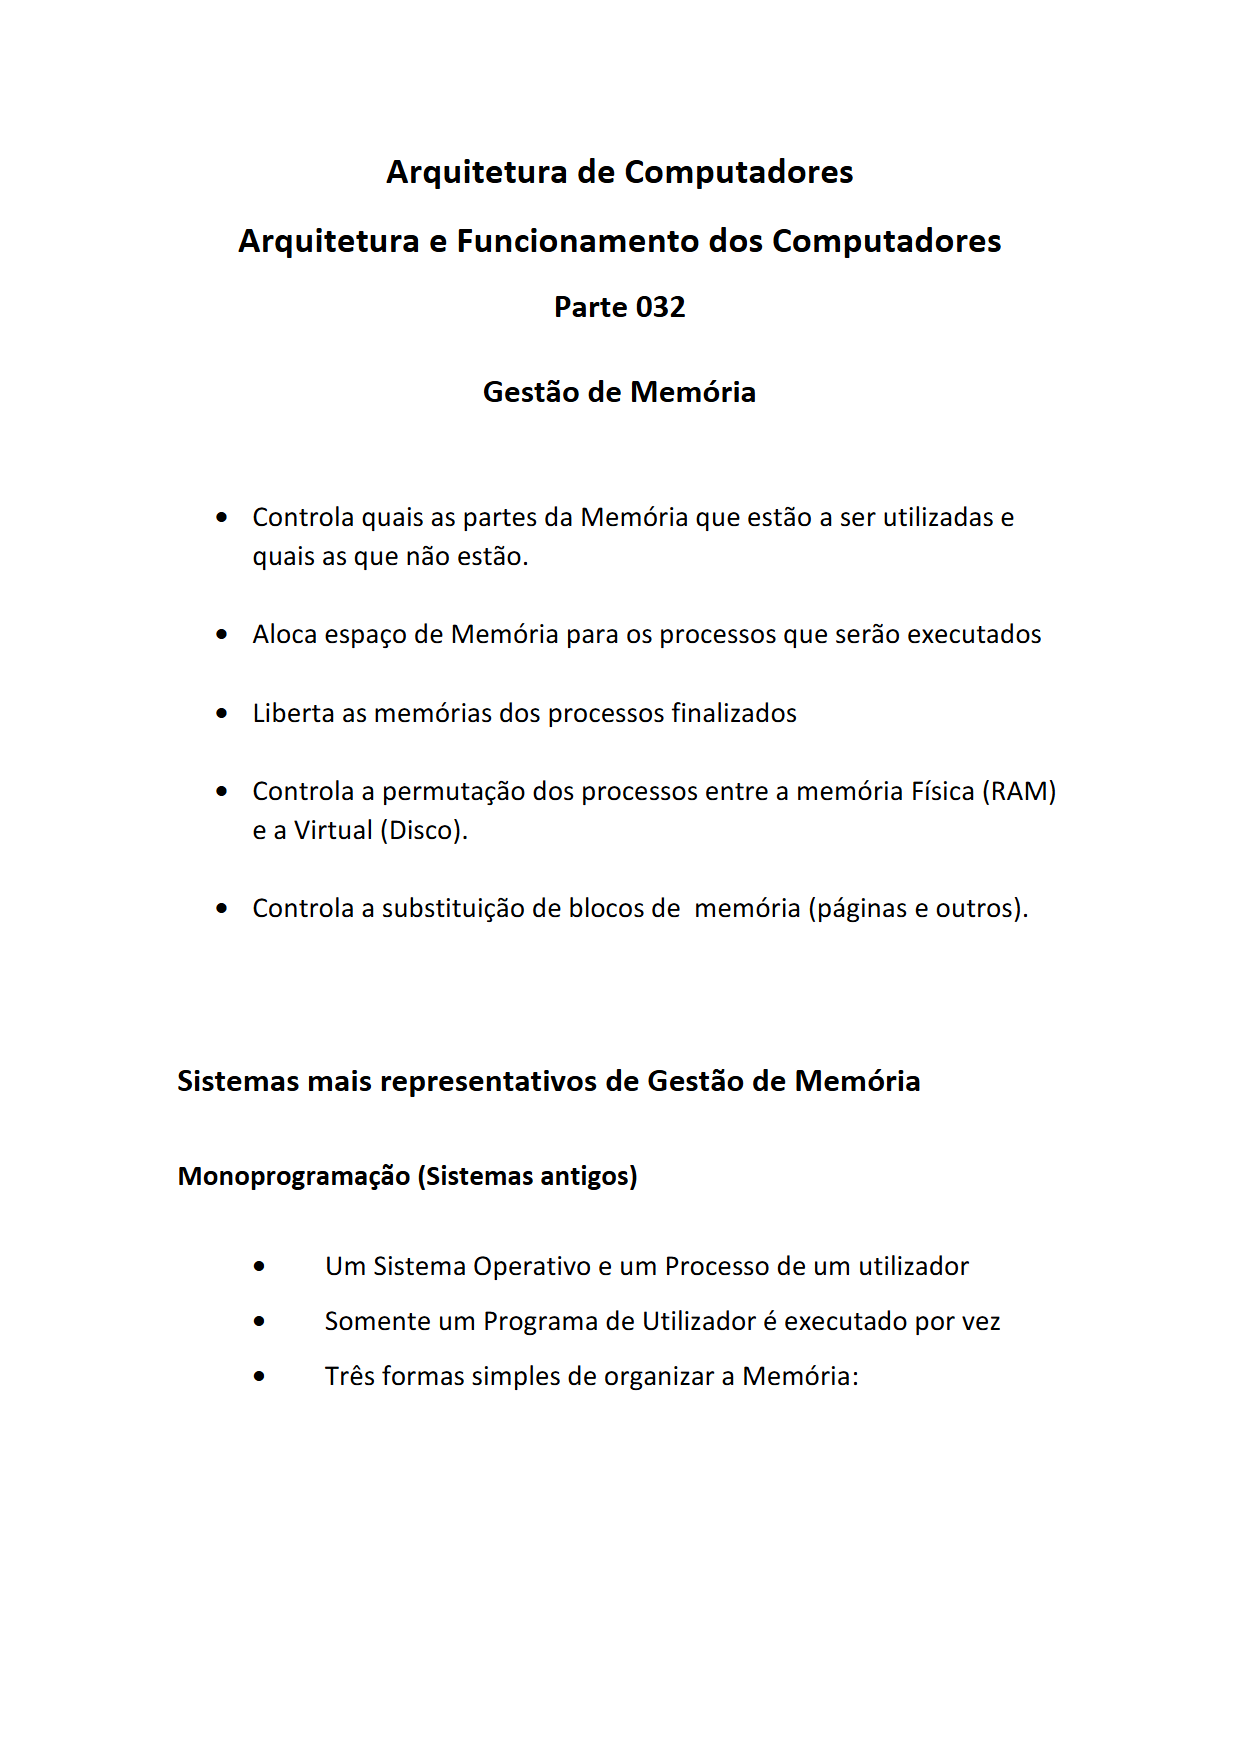 Arquitetura de Computadores
Arquitetura e Funcionamento dos Computadores
Parte 032
Gestão de Memória
• Controla quais as partes da Memória que estão a ser utilizadas e
quais as que não estão.
• Aloca espaço de Memória para os processos que serão executados
• Liberta as memórias dos processos finalizados
• Controla a permutação dos processos entre a memória Física (RAM)
e a Virtual (Disco).
• Controla a substituição de blocos de  memória (páginas e outros).
Sistemas mais representativos de Gestão de Memória
Monoprogramação (Sistemas antigos)
• Um Sistema Operativo e um Processo de um utilizador
• Somente um Programa de Utilizador é executado por vez
• Três formas simples de organizar a Memória: